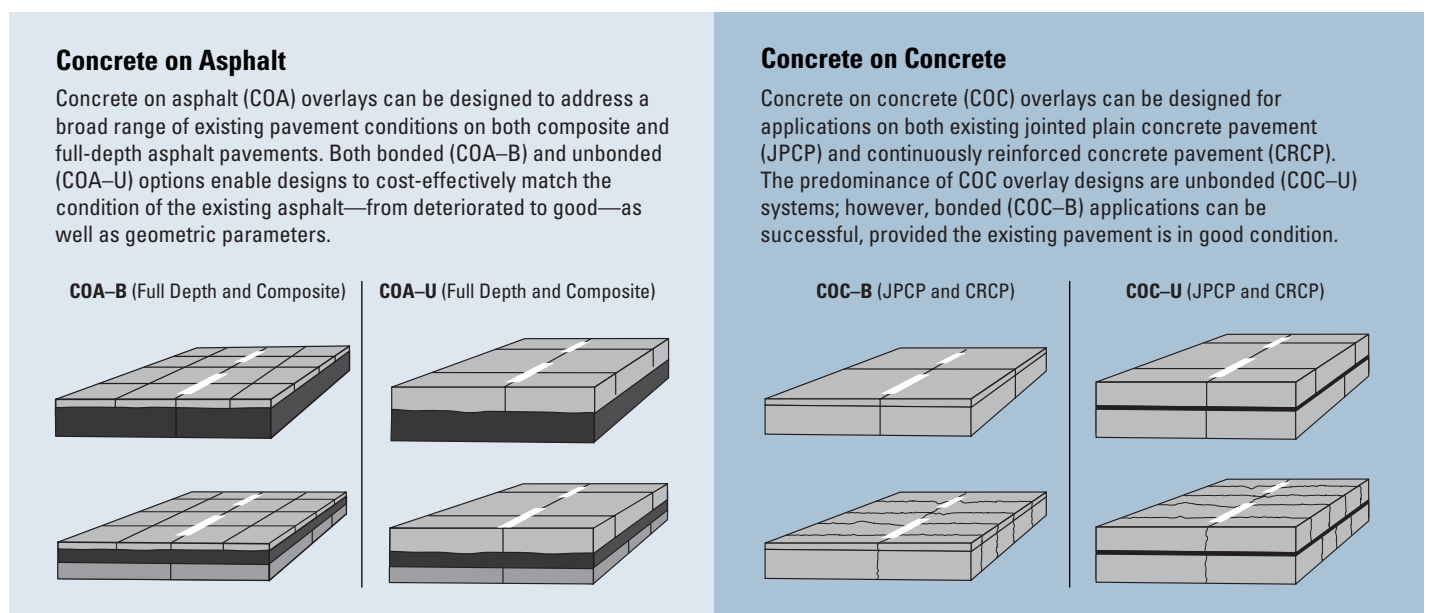 Concrete on Asphalt
Concrete on asphalt (COA) overlays can be designed to address a
broad range of existing pavement conditions on both composite and
full-depth asphalt pavements. Both bonded (COA–B) and unbonded
(COA–U) options enable designs to cost-effectively match the
condition of the existing asphalt—from deteriorated to good—as
well as geometric parameters.
COA–B (Full Depth and Composite)
COA–U (Full Depth and Composite)
Concrete on Concrete
Concrete on concrete (COC) overlays can be designed for
applications on both existing jointed plain concrete pavement
(JPCP) and continuously reinforced concrete pavement (CRCP).
The predominance of COC overlay designs are unbonded (COC–U)
systems; however, bonded (COC–B) applications can be
successful, provided the existing pavement is in good condition.
COC–B (JPCP and CRCP)
COC–U (JPCP and CRCP)